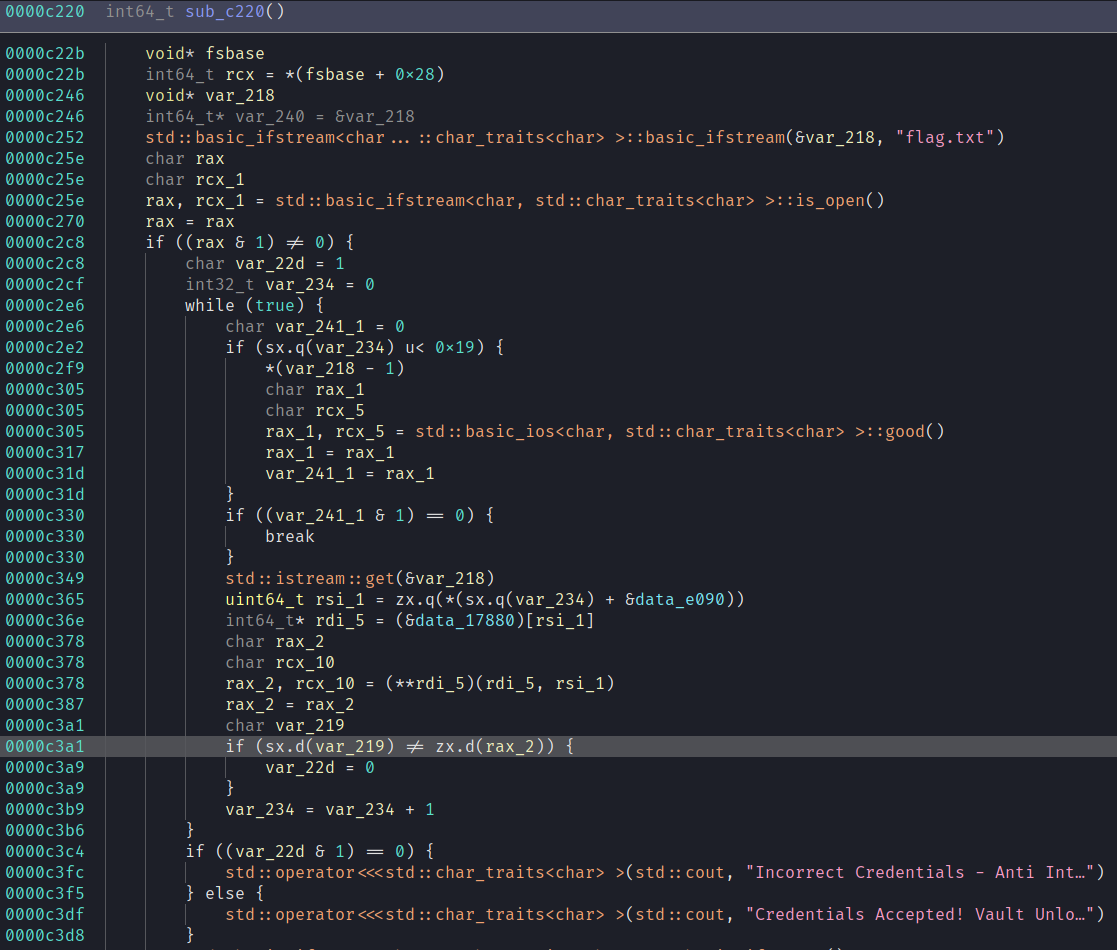 0000c220 int64_t sub_c220()
0000c22b void* fsbase
0000c22b int64_t rcx = *(fsbase + 0x28)
0000c246 void* var_218
0000c246 int64_t* var_240 = &var_218
0000c252 std::basic_ifstream<char...::char_traits<char> >::basic_ifstream(&var_218, "flag.txt")
0000c25e char rax
0000c25e char rcx_1
0000c25e rax, rcx_1 = std::basic_ifstream<char, std::char_traits<char> >::is_open()
0000c270 rax = rax
0000c2c8 if ((rax & 1) != 0) {
0000c2c8 char var_22d = 1
0000c2cf int32_t var_234 = 0
0000c2e6 while (true) {
0000c2e6 char var_241_1 = 0
0000c2e2 if (sx.q(var_234) u< 0x19) {
0000c2f9 *(var_218 - 1)
0000c305 char rax_1
0000c305 char rcx_5
0000c305 rax_1, rcx_5 = std::basic_ios<char, std::char_traits<char> >::good()
0000c317 rax_1 = rax_1
0000c31d var_241_1 = rax_1
0000c31d }
0000c330 if ((var_241_1 & 1) == 0) {
0000c330 break
0000c330 }
0000c349 std::istream::get(&var_218)
0000c365 uint64_t rsi_1 = zx.q(*(sx.q(var_234) + &data_e090))
0000c36e int64_t* rdi_5 = (&data_17880)[rsi_1]
0000c378 char rax_2
0000c378 char rcx_10
0000c378 rax_2, rcx_10 = (**rdi_5)(rdi_5, rsi_1)
0000c387 rax_2 = rax_2
0000c3a1 char var_219
0000c3a1 if (sx.d(var_219) != zx.d(rax_2)) {
0000c3a9 var_22d = 0
0000c3a9 }
0000c3b9 var_234 = var_234 + 1
0000c3b6 }
0000c3c4 if ((var_22d & 1) == 0) {
0000c3fc std::operator<<<std::char_traits<char> >(std::cout, "Incorrect Credentials - Anti Int…")
0000c3f5 } else {
0000c3df std::operator<<<std::char_traits<char> >(std::cout, "Credentials Accepted! Vault Unlo…")
0000c3d8 }